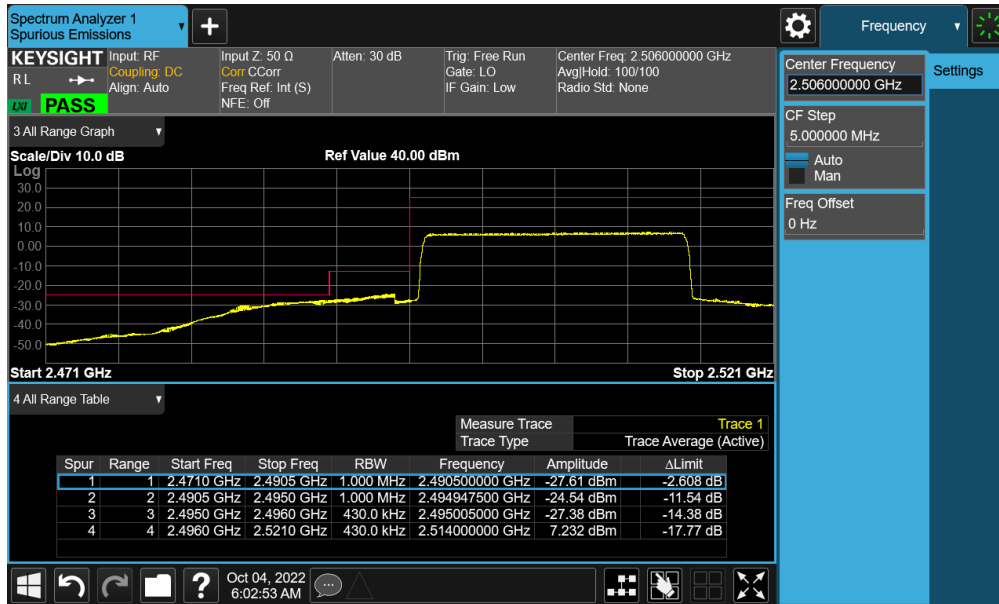 Spectrum Analyzer 1
Spurious Emissions
+
Frequency
KEYSIGHT Input: RF Input Z: 50 Ω Atten: 30 dB Trig: Free Run Center Freq: 2.506000000 GHz
R L Coupling: DC Corr CCorr Gate: LO Avg|Hold: 100/100
Align: Auto Freq Ref: Int (S) IF Gain: Low Radio Std: None
LXI PASS NFE: Off
Center Frequency
2.506000000 GHz
Settings
CF Step
5.000000 MHz
Auto
Man
Freq Offset
0 Hz
3 All Range Graph
Scale/Div 10.0 dB Ref Value 40.00 dBm
Log
30.0
20.0
10.0
0.00
-10.0
-20.0
-30.0
-40.0
-50.0
Start 2.471 GHz Stop 2.521 GHz
4 All Range Table
Measure Trace Trace 1
Trace Type Trace Average (Active)
Spur Range Start Freq Stop Freq RBW Frequency Amplitude ΔLimit
1 1 2.4710 GHz 2.4905 GHz 1.000 MHz 2.490500000 GHz -27.61 dBm -2.608 dB
2 2 2.4905 GHz 2.4950 GHz 1.000 MHz 2.494947500 GHz -24.54 dBm -11.54 dB
3 3 2.4950 GHz 2.4960 GHz 430.0 kHz 2.495005000 GHz -27.38 dBm -14.38 dB
4 4 2.4960 GHz 2.5210 GHz 430.0 kHz 2.514000000 GHz 7.232 dBm -17.77 dB
? Oct 04, 2022
6:02:53 AM